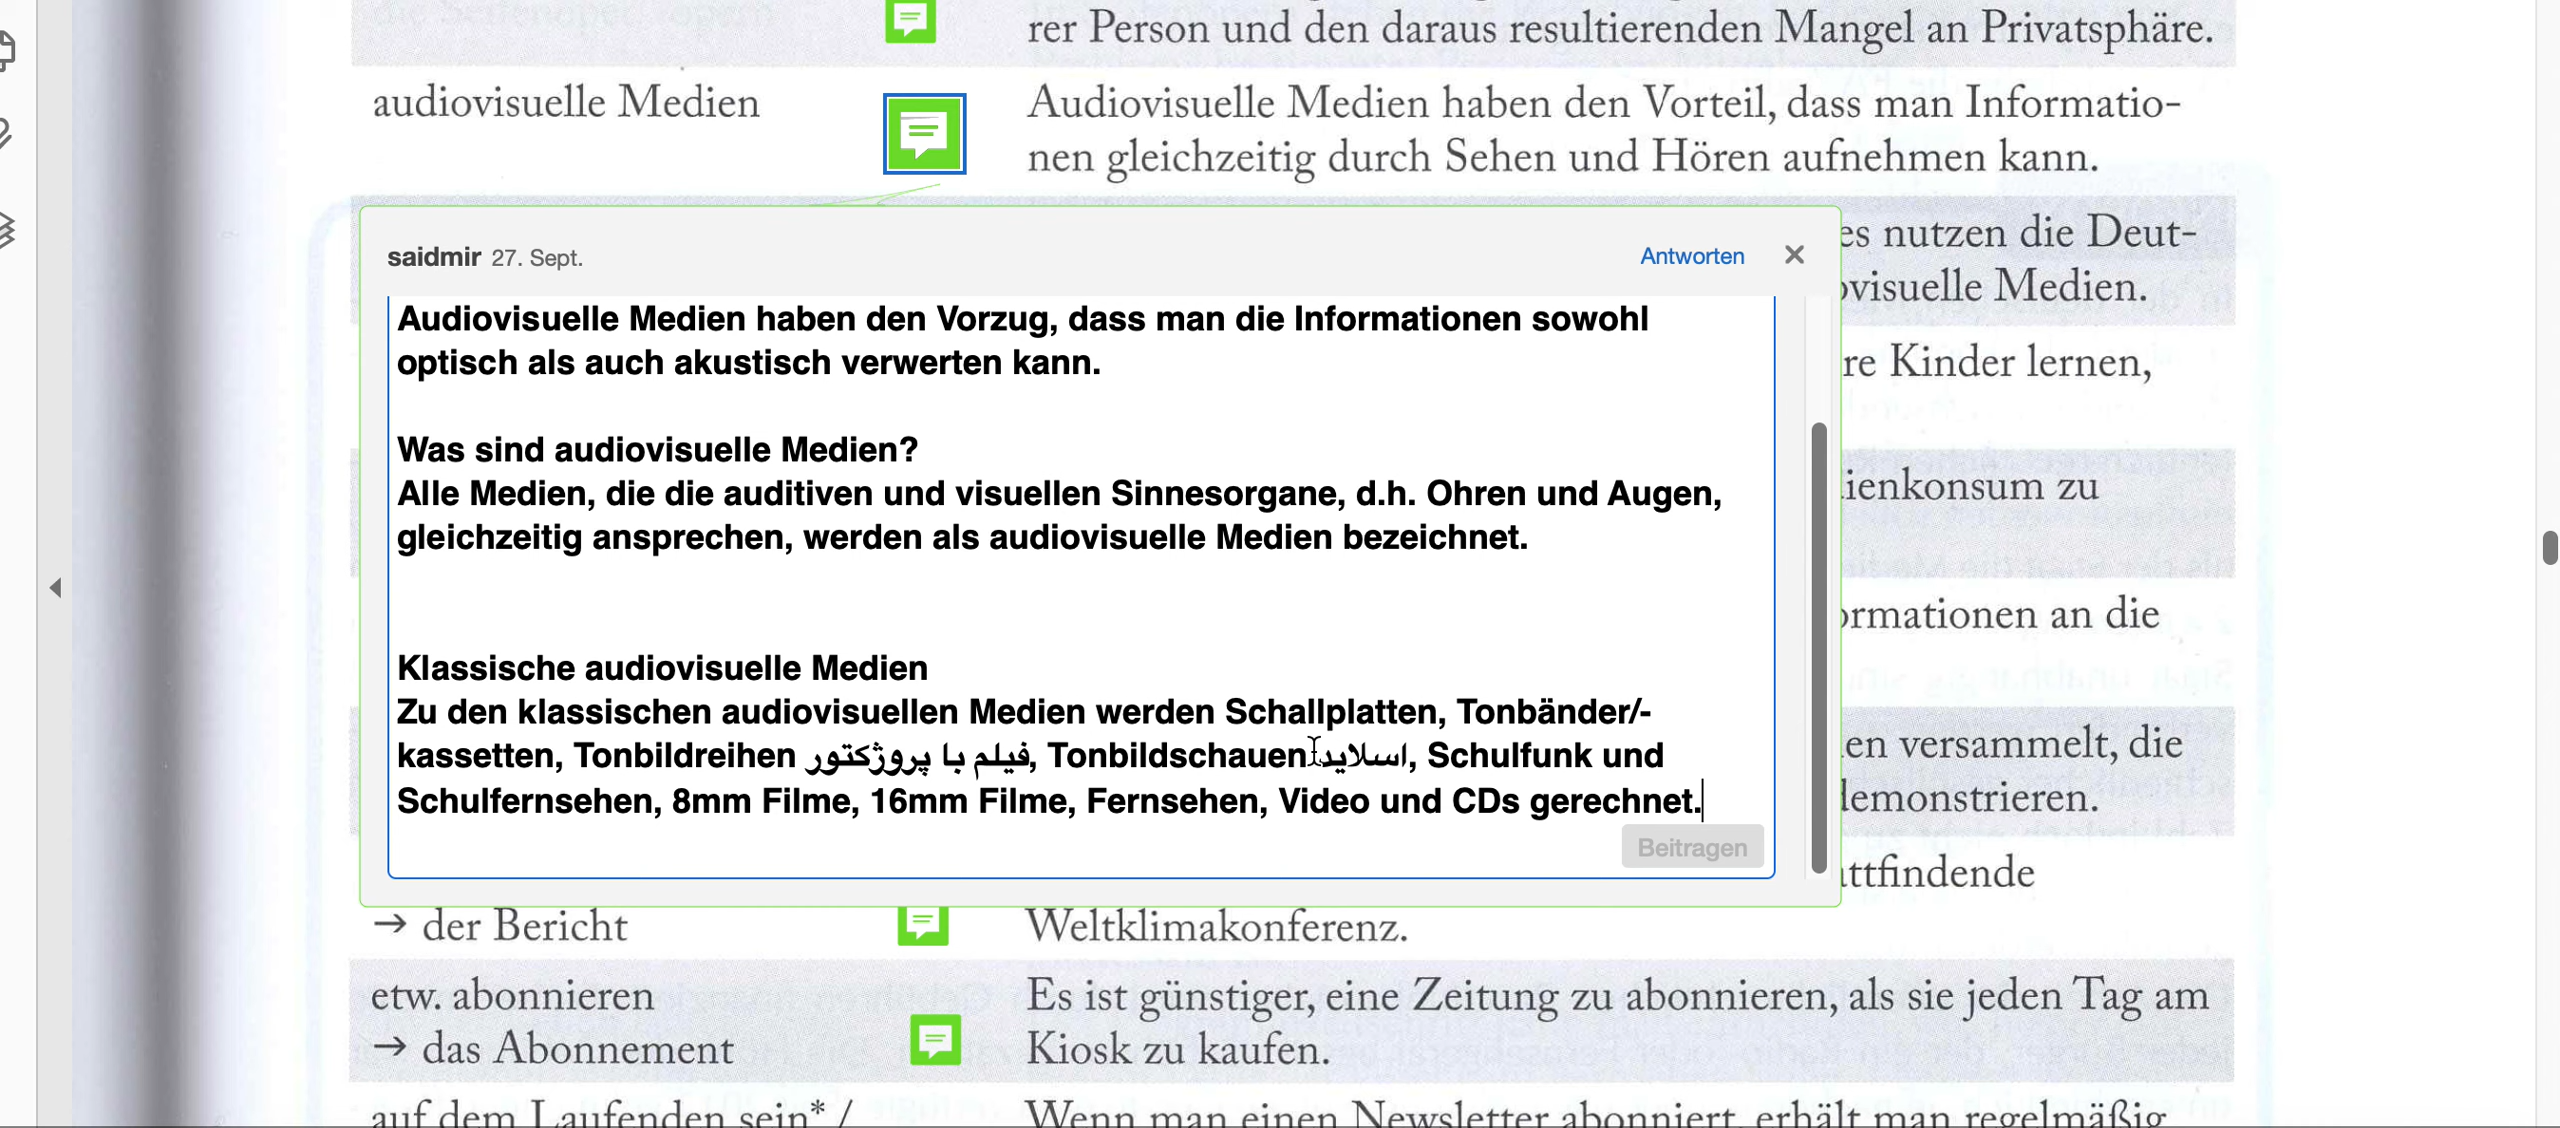 rer Person und den daraus resultierenden Mangel an Privatsphäre.
audiovisuelle Medien
Audiovisuelle Medien haben den Vorteil, dass man Informatio-
nen gleichzeitig durch Sehen und Hören aufnehmen kann.
es nutzen die Deut-
ovisuelle Medien.
re Kinder lernen,
ienkonsum zu
ormationen an die
en versammelt, die
demonstrieren.
attfindende
saidmir 27. Sept.
Antworten
Audiovisuelle Medien haben den Vorzug, dass man die Informationen sowohl
optisch als auch akustisch verwerten kann.
Was sind audiovisuelle Medien?
Alle Medien, die die auditiven und visuellen Sinnesorgane, d.h. Ohren und Augen,
gleichzeitig ansprechen, werden als audiovisuelle Medien bezeichnet.
Klassische audiovisuelle Medien
Zu den klassischen audiovisuellen Medien werden Schallplatten, Tonbänder/-
kassetten, Tonbildreihen فیلم با پروژکتور, Tonbildschauen اسلاید, Schulfunk und
Schulfernsehen, 8mm Filme, 16mm Filme, Fernsehen, Video und CDs gerechnet.
Beitragen
→ der Bericht
Weltklimakonferenz.
etw. abonnieren
→ das Abonnement
Es ist günstiger, eine Zeitung zu abonnieren, als sie jeden Tag am
Kiosk zu kaufen.
auf dem Laufenden sein* /
Wenn man einen Newsletter abonniert, erhält man regelmäßig